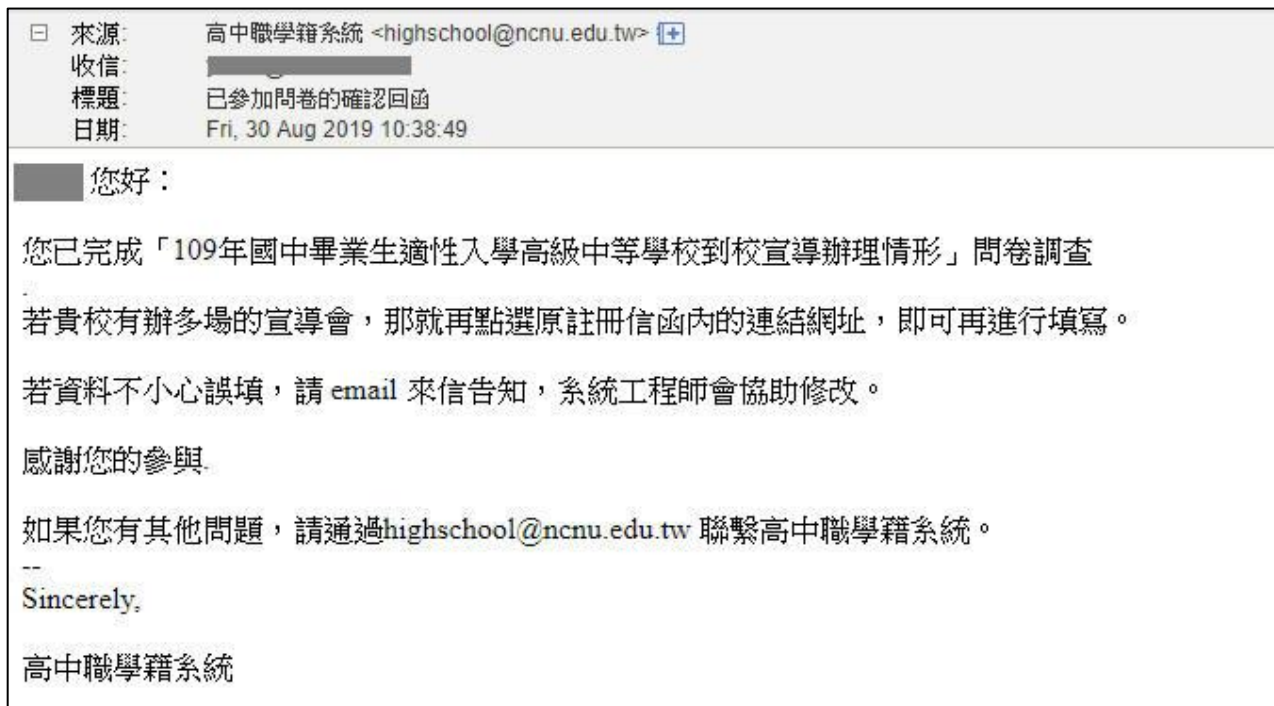 來源: 高中職學籍系統 <highschool@ncnu.edu.tw>
收信:
標題: 已參加問卷的確認回函
日期: Fri, 30 Aug 2019 10:38:49
您好：
您已完成「109年國中畢業生適性入學高級中等學校到校宣導辦理情形」問卷調查
.
若貴校有辦多場的宣導會，那就再點選原註冊信函內的連結網址，即可再進行填寫。
若資料不小心誤填，請 email 來信告知，系統工程師會協助修改。
感謝您的參與.
如果您有其他問題，請通過highschool@ncnu.edu.tw 聯繫高中職學籍系統。
--
Sincerely,
高中職學籍系統